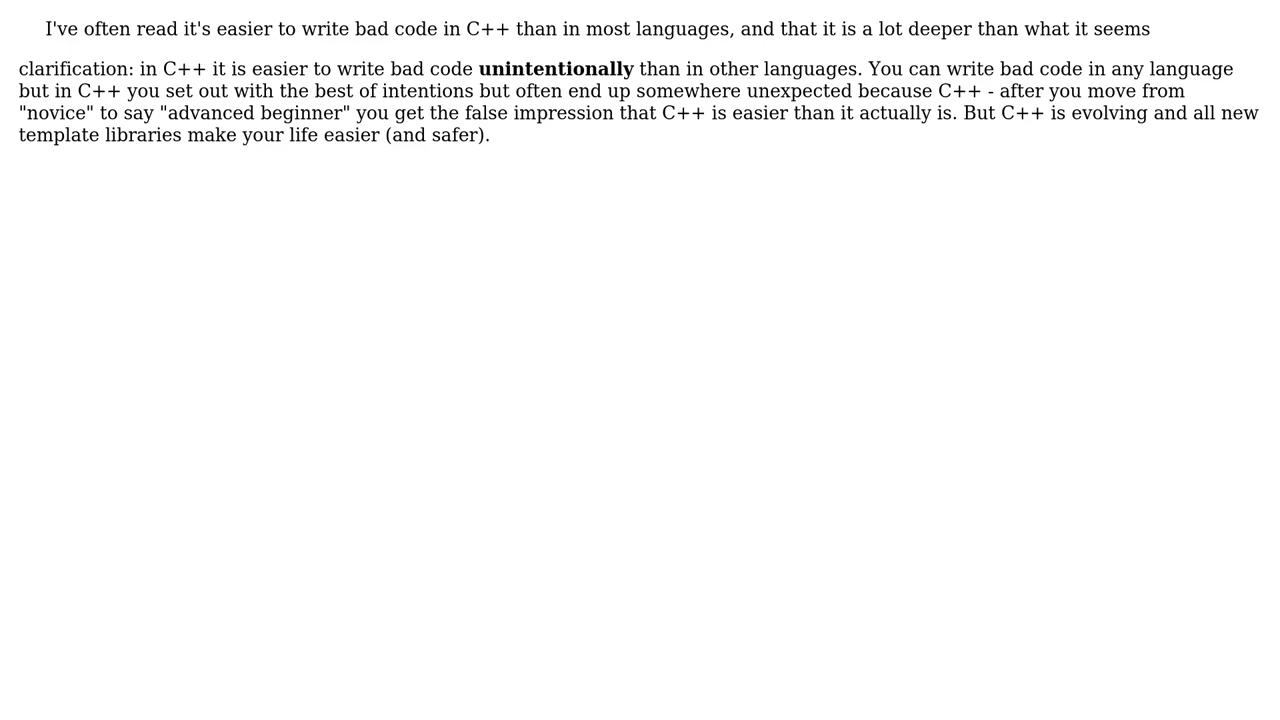 I've often read it's easier to write bad code in C++ than in most languages, and that it is a lot deeper than what it seems
clarification: in C++ it is easier to write bad code unintentionally than in other languages. You can write bad code in any language
but in C++ you set out with the best of intentions but often end up somewhere unexpected because C++ - after you move from
"novice" to say "advanced beginner" you get the false impression that C++ is easier than it actually is. But C++ is evolving and all new
template libraries make your life easier (and safer).